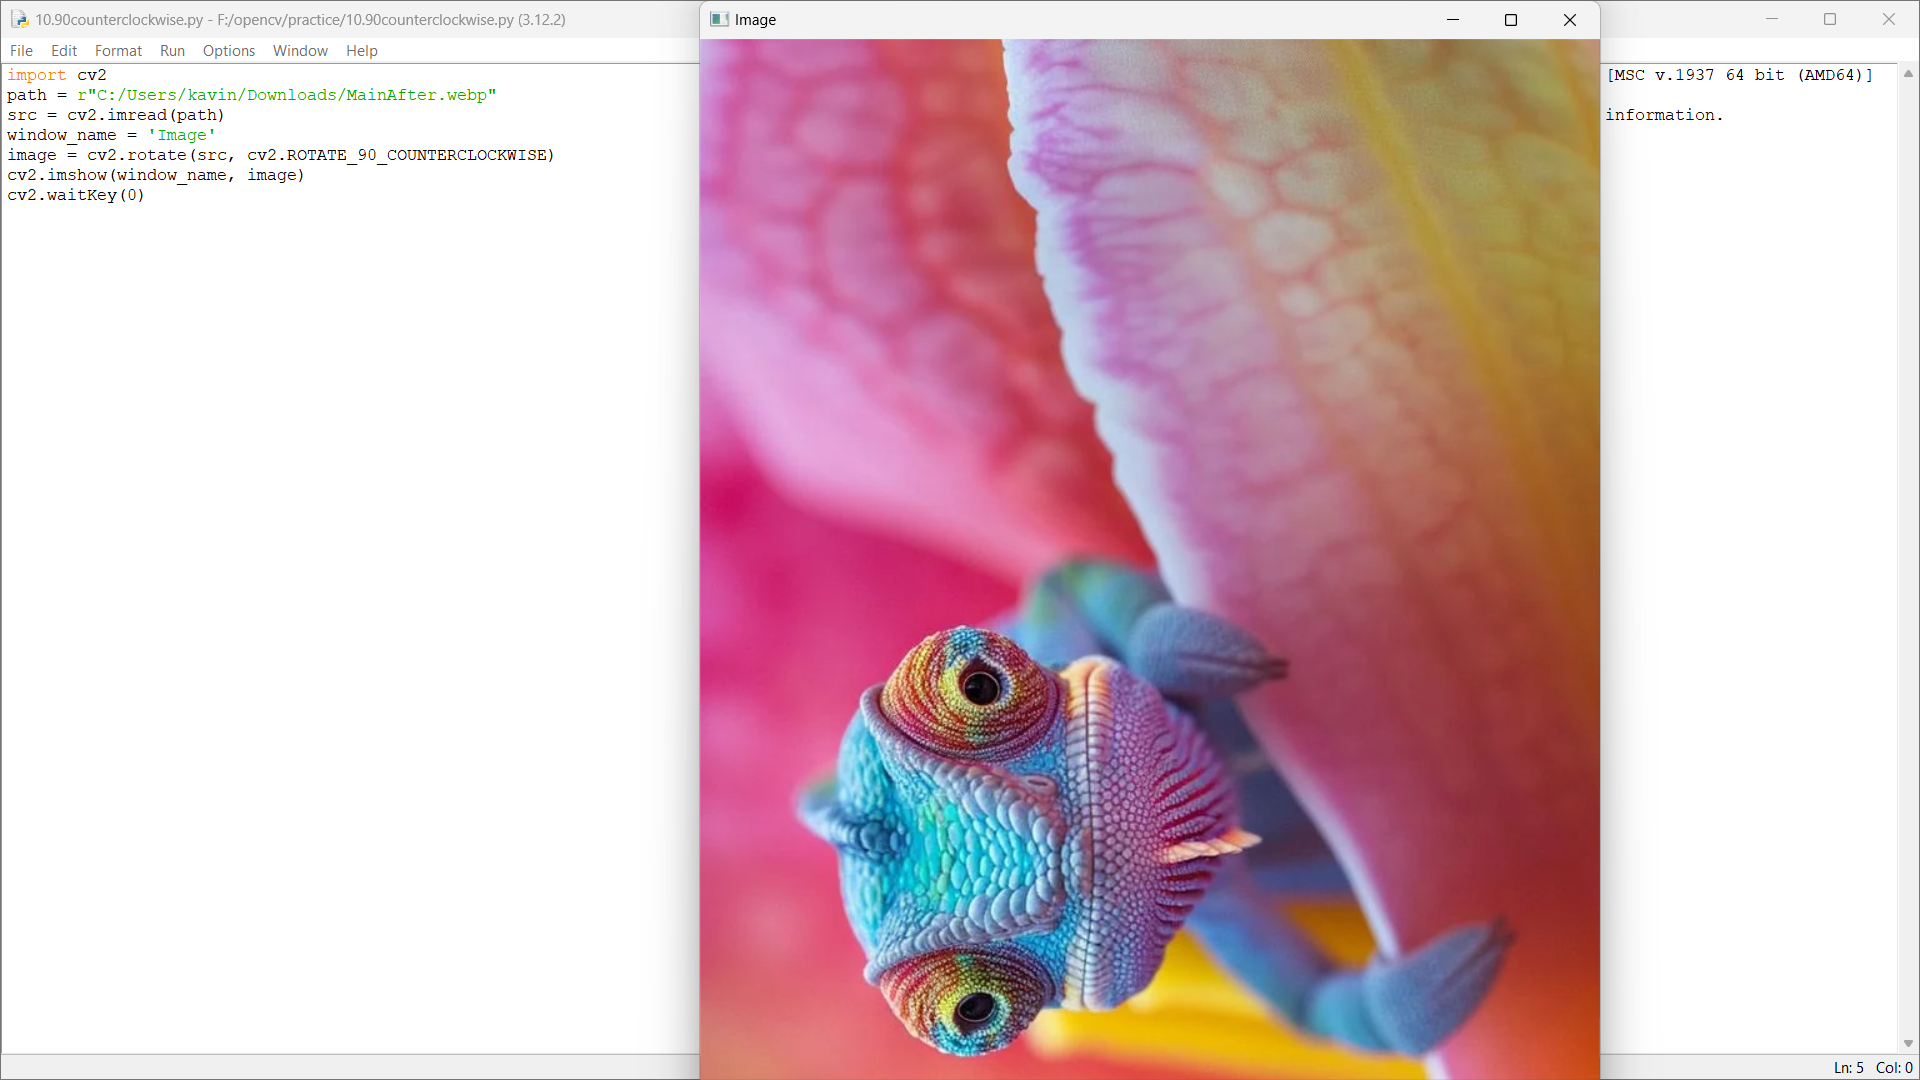 10.90counterclockwise.py - F:/opencv/practice/10.90counterclockwise.py (3.12.2)
File Edit Format Run Options Window Help
import cv2
path = r"C:/Users/kavin/Downloads/MainAfter.webp"
src = cv2.imread(path)
window_name = 'Image'
image = cv2.rotate(src, cv2.ROTATE_90_COUNTERCLOCKWISE)
cv2.imshow(window_name, image)
cv2.waitKey(0)
Image
[MSC v.1937 64 bit (AMD64)]
information.
Ln: 5 Col: 0